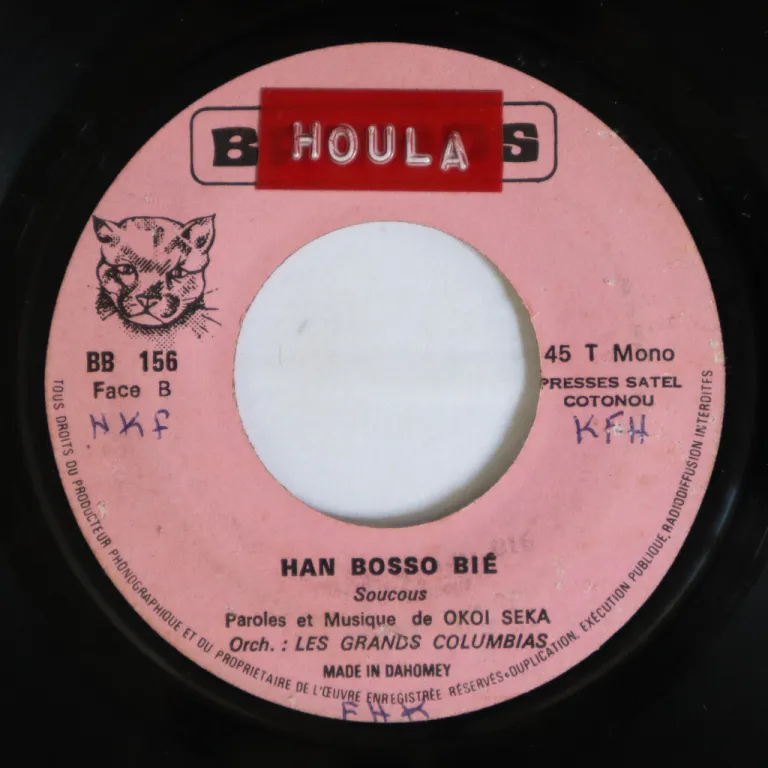 B
HOULA
S
BB 156
Face B
NKF
45 T Mono
PRESSES SATEL
COTONOU
KFH
HAN BOSSO BIÉ
Soucous
Paroles et Musique de OKOI SEKA
Orch. : LES GRANDS COLUMBIAS
MADE IN DAHOMEY
TOUS DROITS DU PRODUCTEUR PHONOGRAPHIQUE ET DU PROPRIETAIRE DE L'ŒUVRE ENREGISTRÉE RÉSERVÉS•DUPLICATION, EXÉCUTION PUBLIQUE, RADIODIFFUSION INTERDITES
FHK